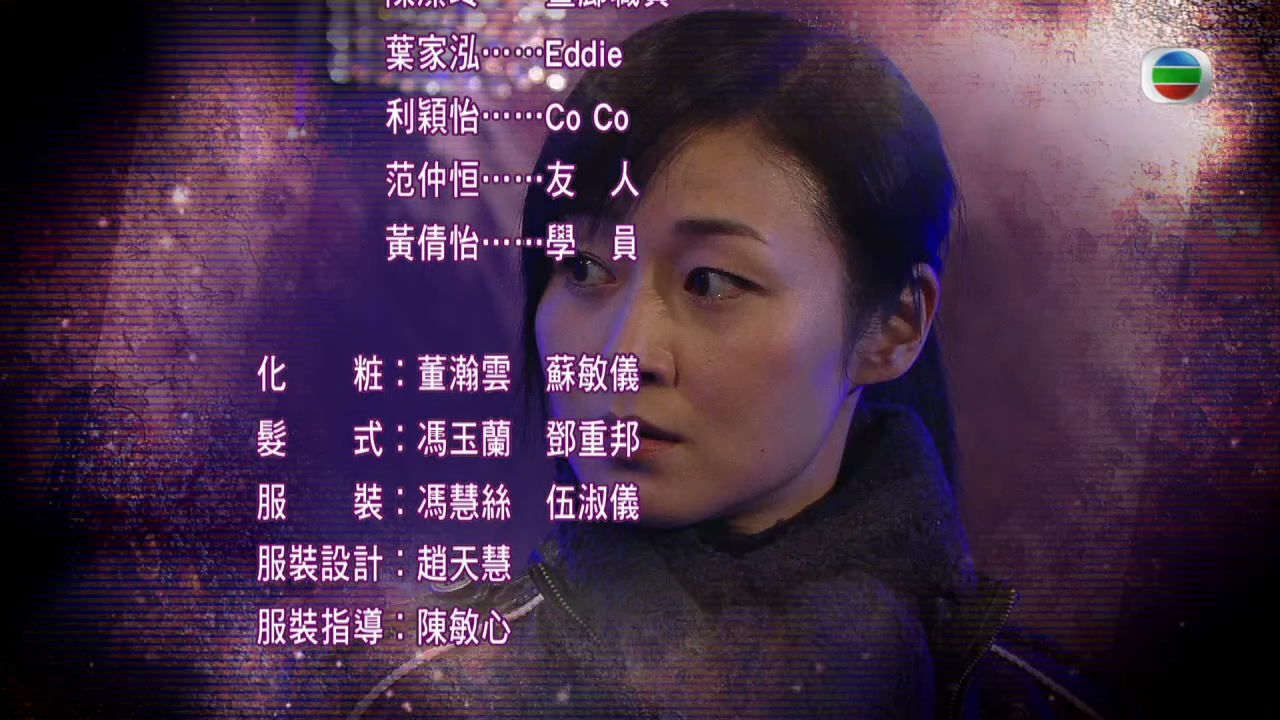 葉家泓……Eddie
利穎怡……Co Co
范仲恒……友　人
黃倩怡……學　員
化　　粧：董瀚雲　蘇敏儀
髮　　式：馮玉蘭　鄧重邦
服　　裝：馮慧絲　伍淑儀
服裝設計：趙天慧
服裝指導：陳敏心